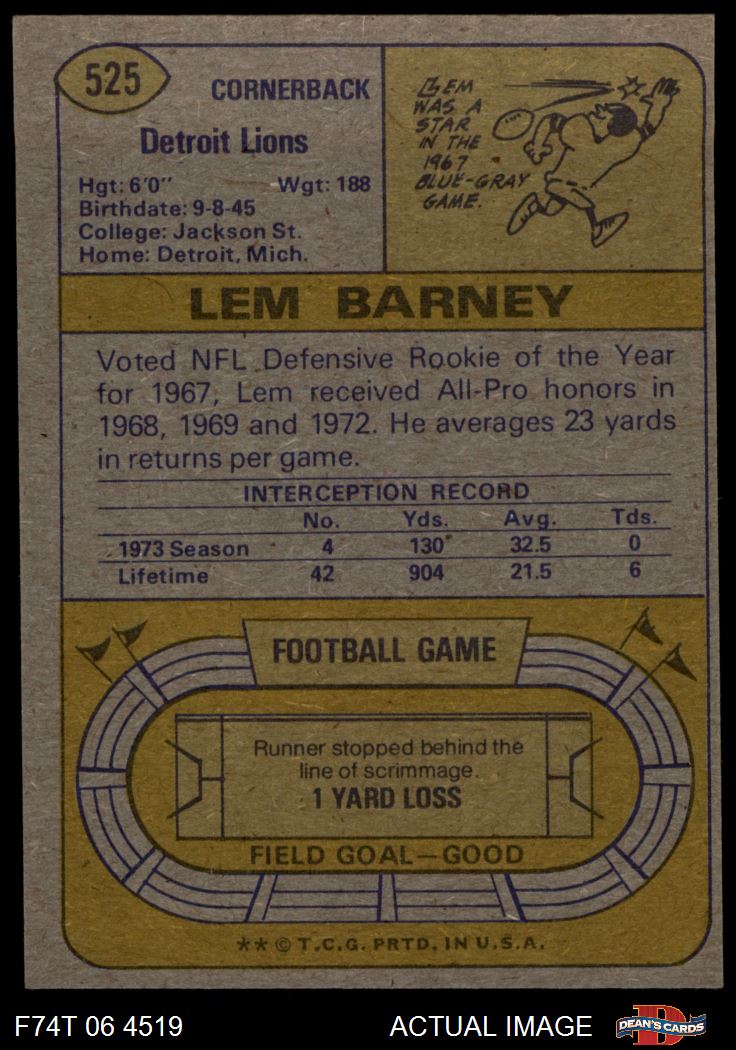 525
CORNERBACK
Detroit Lions
Hgt: 6'0" Wgt: 188
Birthdate: 9-8-45
College: Jackson St.
Home: Detroit, Mich.
LEM
WAS A
STAR
IN THE
1967
BLUE-GRAY
GAME.
LEM BARNEY
Voted NFL Defensive Rookie of the Year
for 1967, Lem received All-Pro honors in
1968, 1969 and 1972. He averages 23 yards
in returns per game.
INTERCEPTION RECORD
No. Yds. Avg. Tds.
1973 Season 4 130 32.5 0
Lifetime 42 904 21.5 6
FOOTBALL GAME
Runner stopped behind the
line of scrimmage.
1 YARD LOSS
FIELD GOAL—GOOD
** © T.C.G. PRTD. IN U.S.A.
F74T 06 4519 ACTUAL IMAGE
D
DEAN'S CARDS